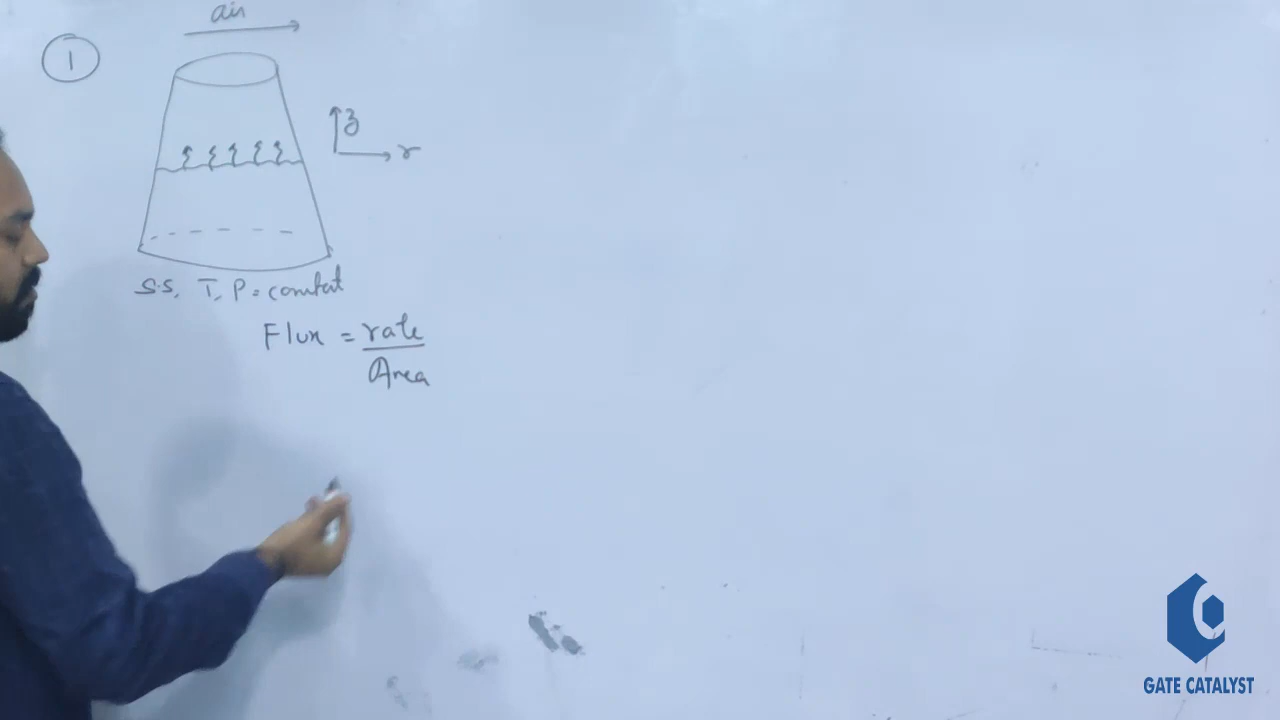 air
1
z
r
S.S, T, P = constant
Flux = rate
Area
GATE CATALYST